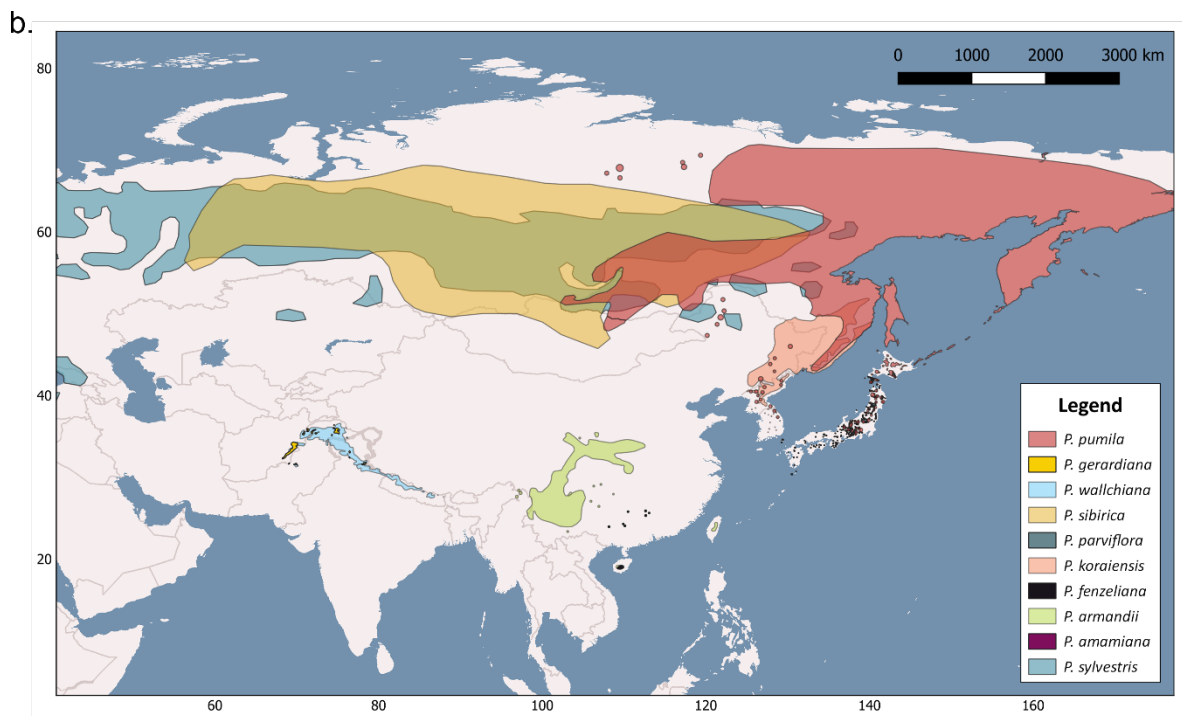 b.
0 1000 2000 3000 km
80
60
40
20
Legend
P. pumila
P. gerardiana
P. wallchiana
P. sibirica
P. parviflora
P. koraiensis
P. fenzeliana
P. armandii
P. amamiana
P. sylvestris
60 80 100 120 140 160